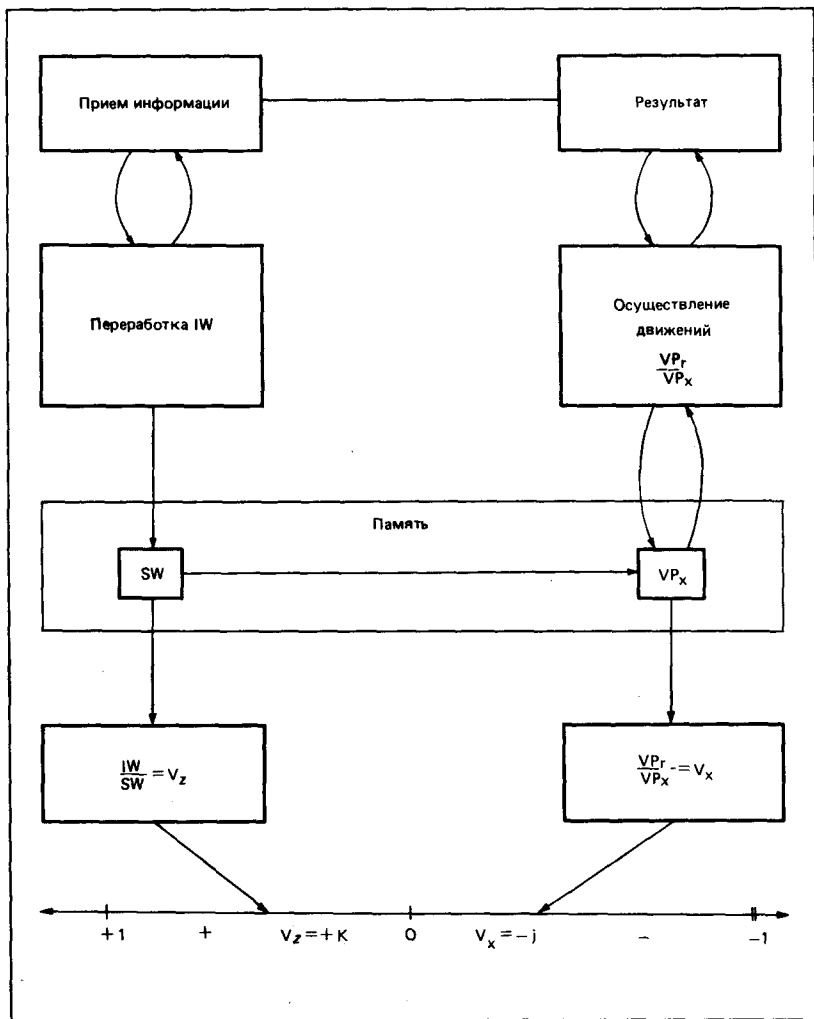 Прием информации
Результат
Переработка IW
Осуществление
движений
VPr
VPx
Память
SW
VPx
IW
SW
=Vz
VPr
VPx
-=Vx
+1
+
Vz=+K
0
Vx=-j
-
-1